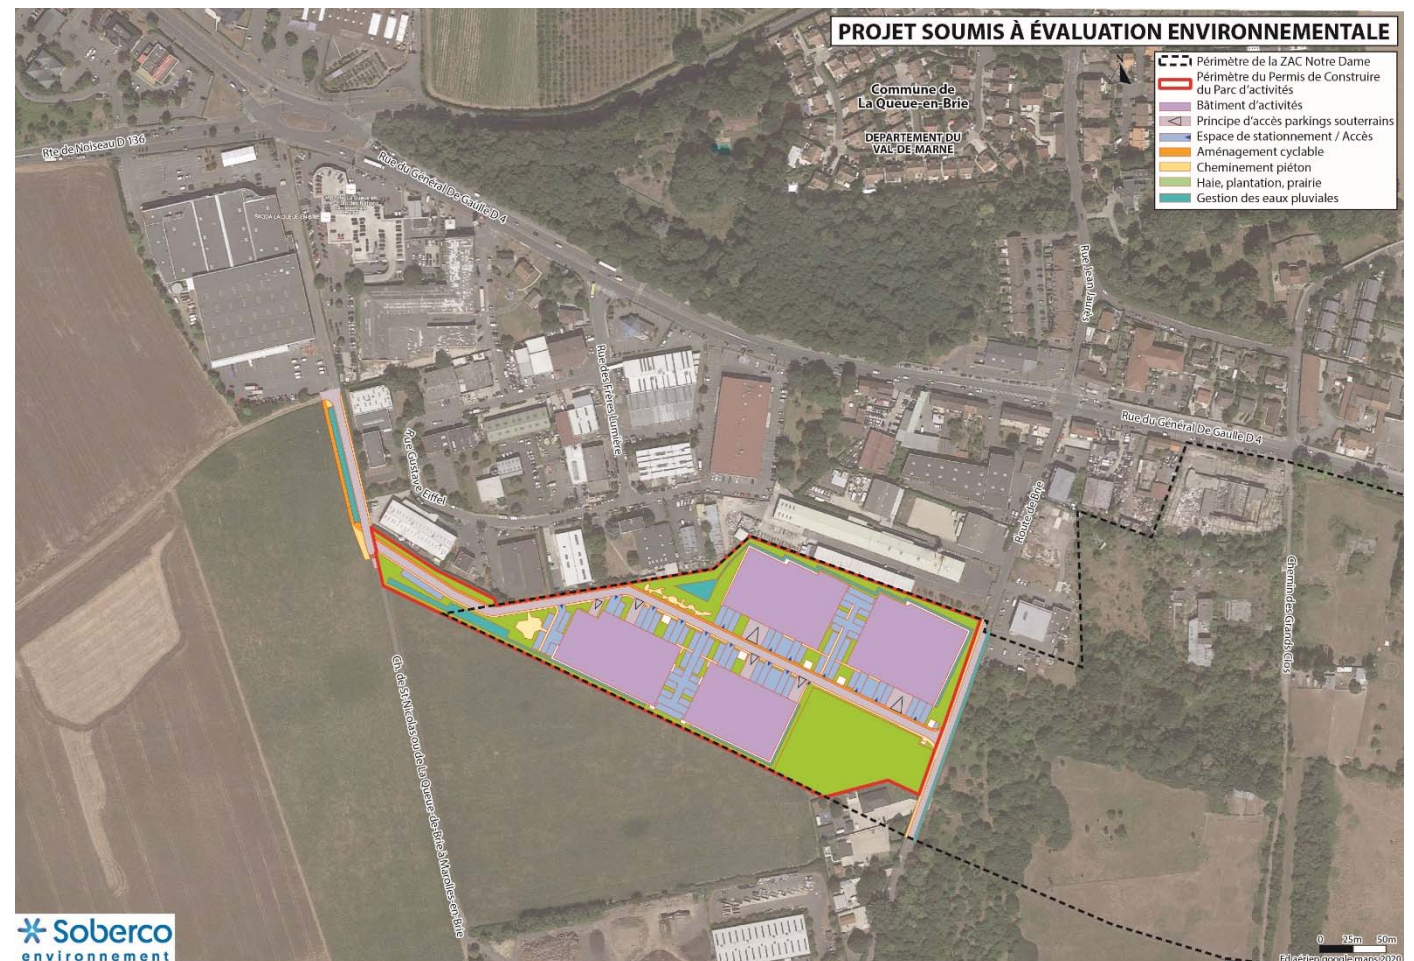 PROJET SOUMIS À ÉVALUATION ENVIRONNEMENTALE
Périmètre de la ZAC Notre Dame
Périmètre du Permis de Construire
du Parc d'activités
Bâtiment d'activités
Principe d'accès parkings souterrains
Espace de stationnement / Accès
Aménagement cyclable
Cheminement piéton
Haie, plantation, prairie
Gestion des eaux pluviales
Commune de
La Queue-en-Brie
DEPARTEMENT DU
VAL-DE-MARNE
Rte de Noiseau D 136
Rue du Général De Gaulle D 4
Rue Jean Jaurès
Rue des Frères Lumière
Rue Gustave Eiffel
Rue du Général De Gaulle D 4
Route de Brie
Chemin des Grands Clos
Ch. de St-Nicolas ou de La Queue-de-Brie à Marolles-en-Brie
Soberco
environnement
0 25m 50m
Fd aérien google maps 2020